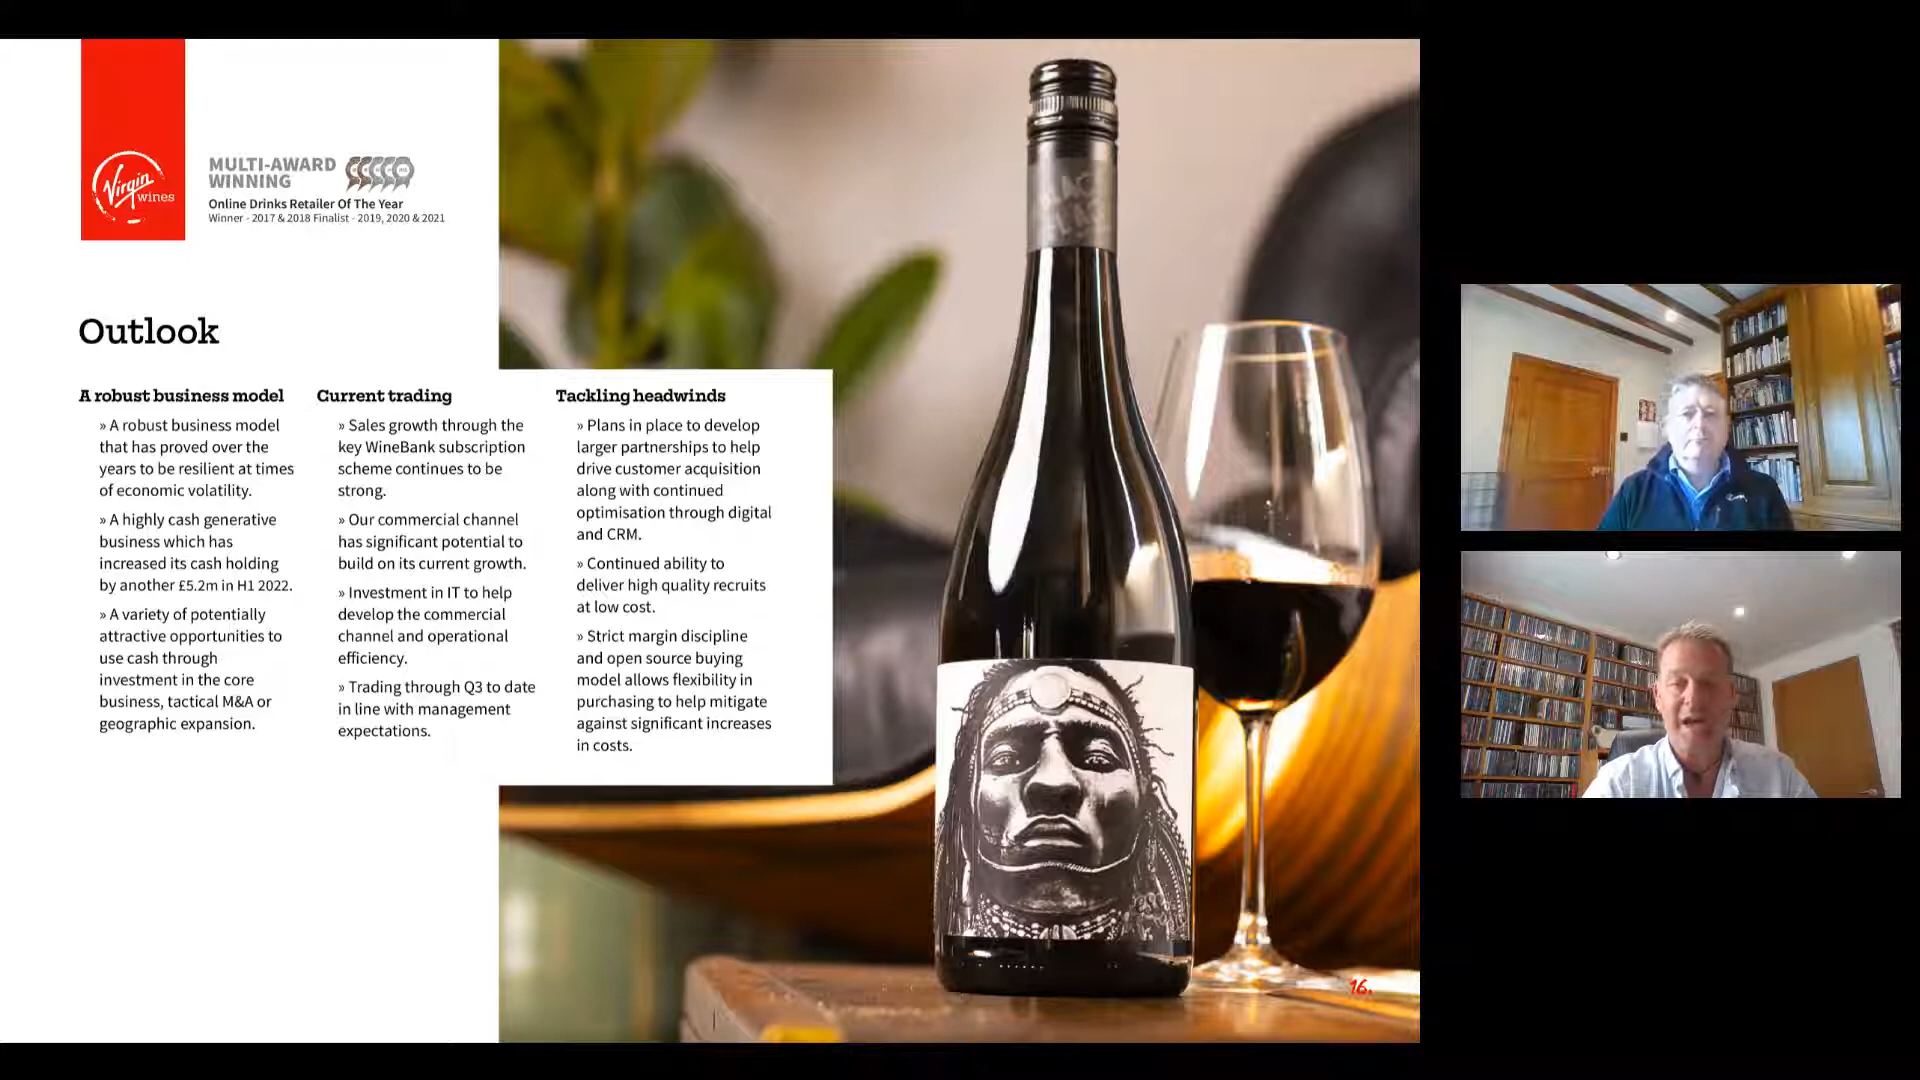 Virgin
wines
MULTI-AWARD
WINNING
Online Drinks Retailer Of The Year
Winner - 2017 & 2018 Finalist - 2019, 2020 & 2021
Outlook
A robust business model
» A robust business model
that has proved over the
years to be resilient at times
of economic volatility.
» A highly cash generative
business which has
increased its cash holding
by another £5.2m in H1 2022.
» A variety of potentially
attractive opportunities to
use cash through
investment in the core
business, tactical M&A or
geographic expansion.
Current trading
» Sales growth through the
key WineBank subscription
scheme continues to be
strong.
» Our commercial channel
has significant potential to
build on its current growth.
» Investment in IT to help
develop the commercial
channel and operational
efficiency.
» Trading through Q3 to date
in line with management
expectations.
Tackling headwinds
» Plans in place to develop
larger partnerships to help
drive customer acquisition
along with continued
optimisation through digital
and CRM.
» Continued ability to
deliver high quality recruits
at low cost.
» Strict margin discipline
and open source buying
model allows flexibility in
purchasing to help mitigate
against significant increases
in costs.
16.